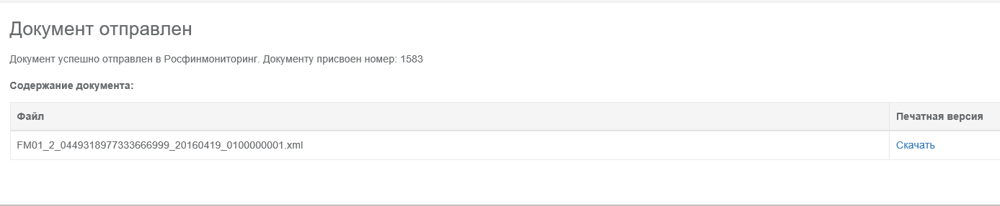 Документ отправлен
Документ успешно отправлен в Росфинмониторинг. Документу присвоен номер: 1583
Содержание документа:
Файл Печатная версия
FM01_2_0449318977333666999_20160419_0100000001.xml Скачать